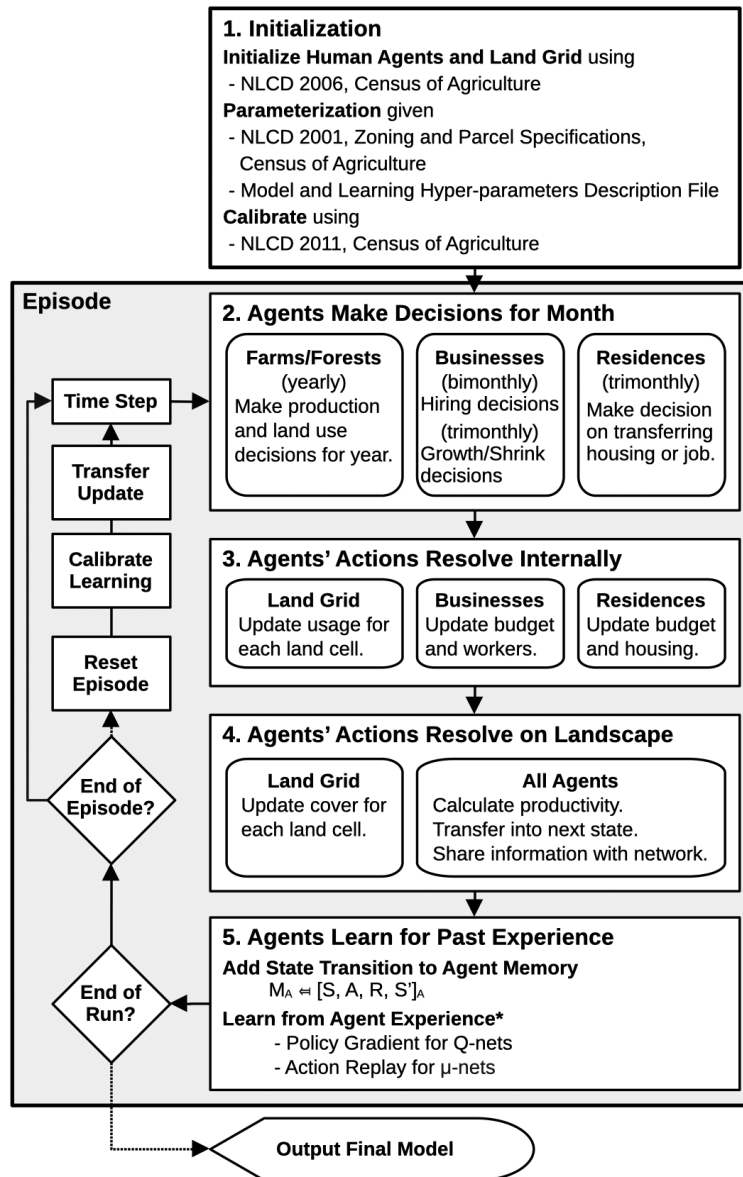 1. Initialization
Initialize Human Agents and Land Grid using
- NLCD 2006, Census of Agriculture
Parameterization given
- NLCD 2001, Zoning and Parcel Specifications,
Census of Agriculture
- Model and Learning Hyper-parameters Description File
Calibrate using
- NLCD 2011, Census of Agriculture
Episode
2. Agents Make Decisions for Month
Farms/Forests
(yearly)
Make production
and land use
decisions for year.
Businesses
(bimonthly)
Hiring decisions
(trimonthly)
Growth/Shrink
decisions
Residences
(trimonthly)
Make decision
on transferring
housing or job.
Time Step
Transfer
Update
Calibrate
Learning
Reset
Episode
End of
Episode?
End of
Run?
3. Agents’ Actions Resolve Internally
Land Grid
Update usage for
each land cell.
Businesses
Update budget
and workers.
Residences
Update budget
and housing.
4. Agents’ Actions Resolve on Landscape
Land Grid
Update cover for
each land cell.
All Agents
Calculate productivity.
Transfer into next state.
Share information with network.
5. Agents Learn for Past Experience
Add State Transition to Agent Memory
M_A ⇚ [S, A, R, S’]_A
Learn from Agent Experience*
- Policy Gradient for Q-nets
- Action Replay for μ-nets
Output Final Model